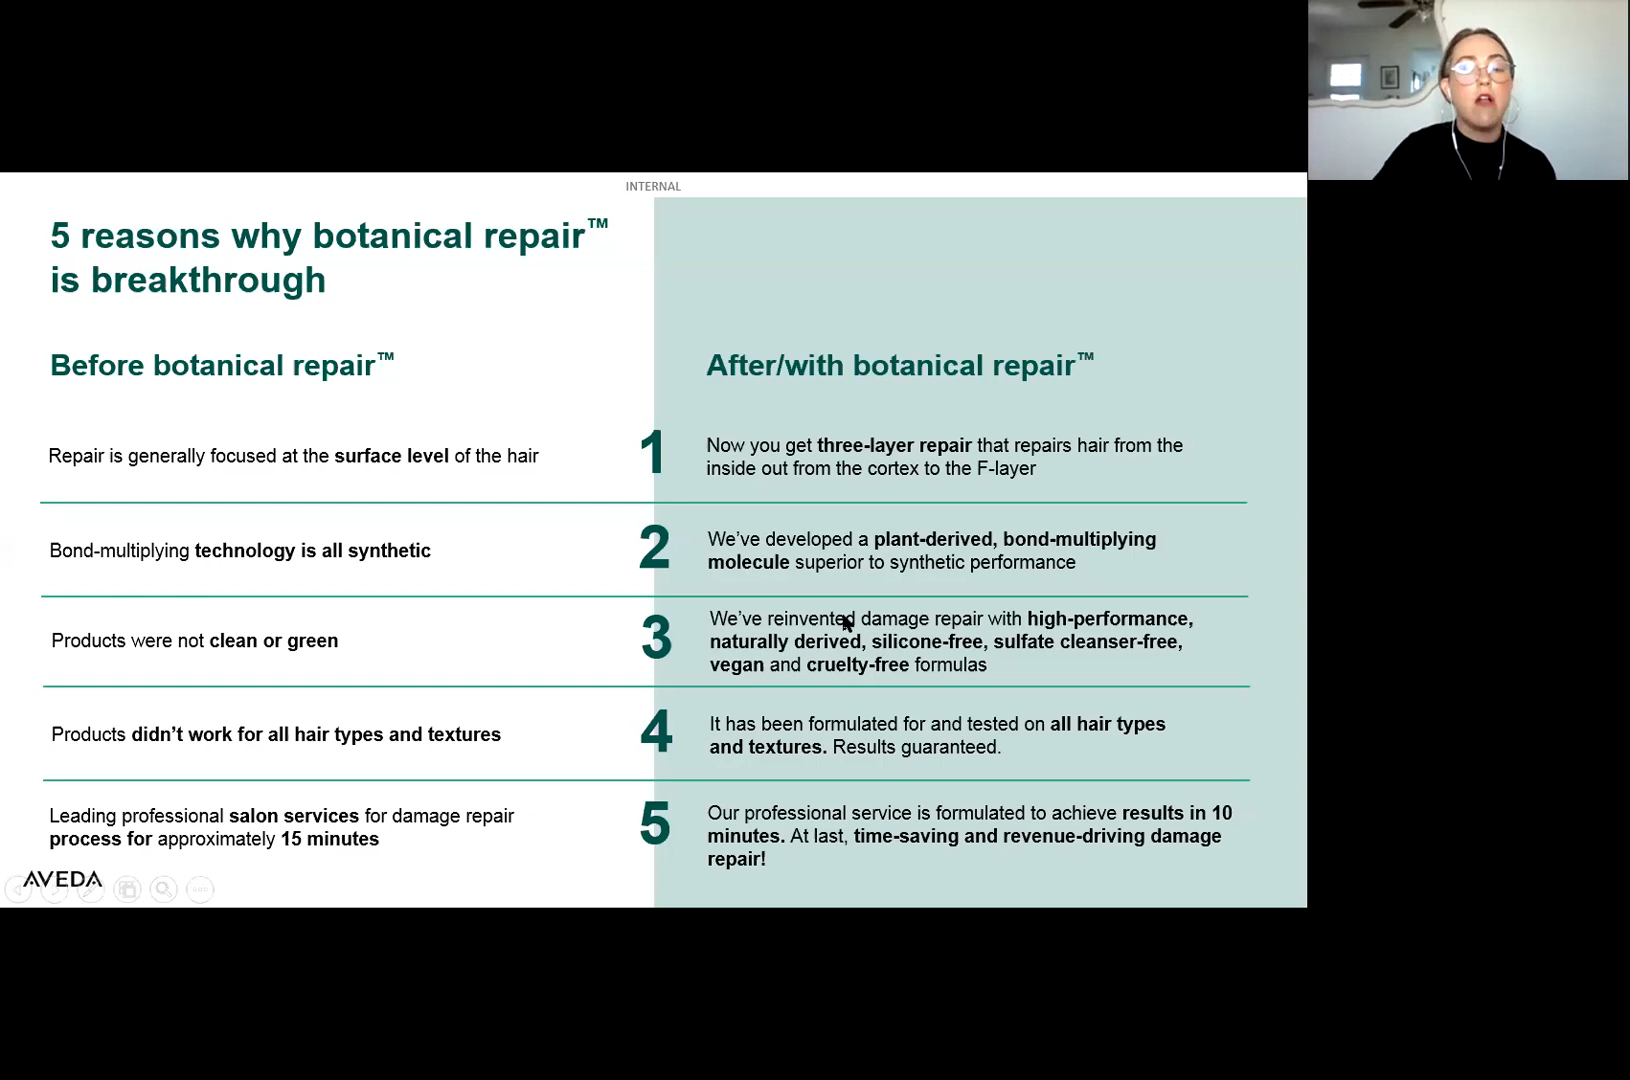 INTERNAL
5 reasons why botanical repair™
is breakthrough
Before botanical repair™
After/with botanical repair™
Repair is generally focused at the surface level of the hair
1
Now you get three-layer repair that repairs hair from the
inside out from the cortex to the F-layer
Bond-multiplying technology is all synthetic
2
We've developed a plant-derived, bond-multiplying
molecule superior to synthetic performance
Products were not clean or green
3
We've reinvented damage repair with high-performance,
naturally derived, silicone-free, sulfate cleanser-free,
vegan and cruelty-free formulas
Products didn't work for all hair types and textures
4
It has been formulated for and tested on all hair types
and textures. Results guaranteed.
Leading professional salon services for damage repair
process for approximately 15 minutes
5
Our professional service is formulated to achieve results in 10
minutes. At last, time-saving and revenue-driving damage
repair!
AVEDA